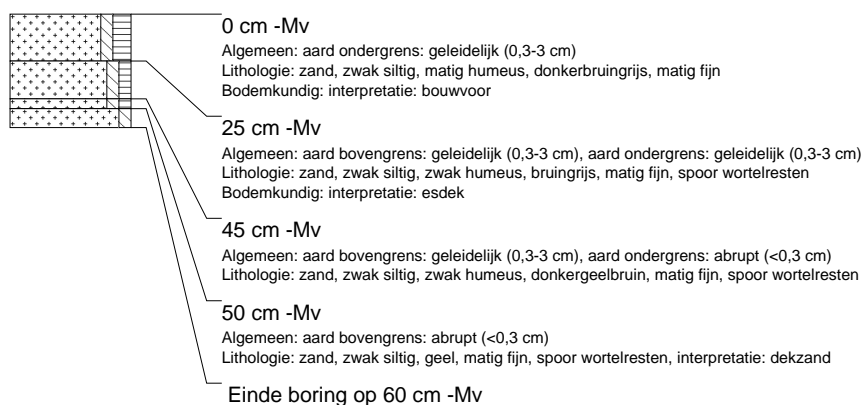 0 cm -Mv
Algemeen: aard ondergrens: geleidelijk (0,3-3 cm)
Lithologie: zand, zwak siltig, matig humeus, donkerbruingrijs, matig fijn
Bodemkundig: interpretatie: bouwvoor
25 cm -Mv
Algemeen: aard bovengrens: geleidelijk (0,3-3 cm), aard ondergrens: geleidelijk (0,3-3 cm)
Lithologie: zand, zwak siltig, zwak humeus, bruingrijs, matig fijn, spoor wortelresten
Bodemkundig: interpretatie: esdek
45 cm -Mv
Algemeen: aard bovengrens: geleidelijk (0,3-3 cm), aard ondergrens: abrupt (<0,3 cm)
Lithologie: zand, zwak siltig, zwak humeus, donkergeelbruin, matig fijn, spoor wortelresten
50 cm -Mv
Algemeen: aard bovengrens: abrupt (<0,3 cm)
Lithologie: zand, zwak siltig, geel, matig fijn, spoor wortelresten, interpretatie: dekzand
Einde boring op 60 cm -Mv